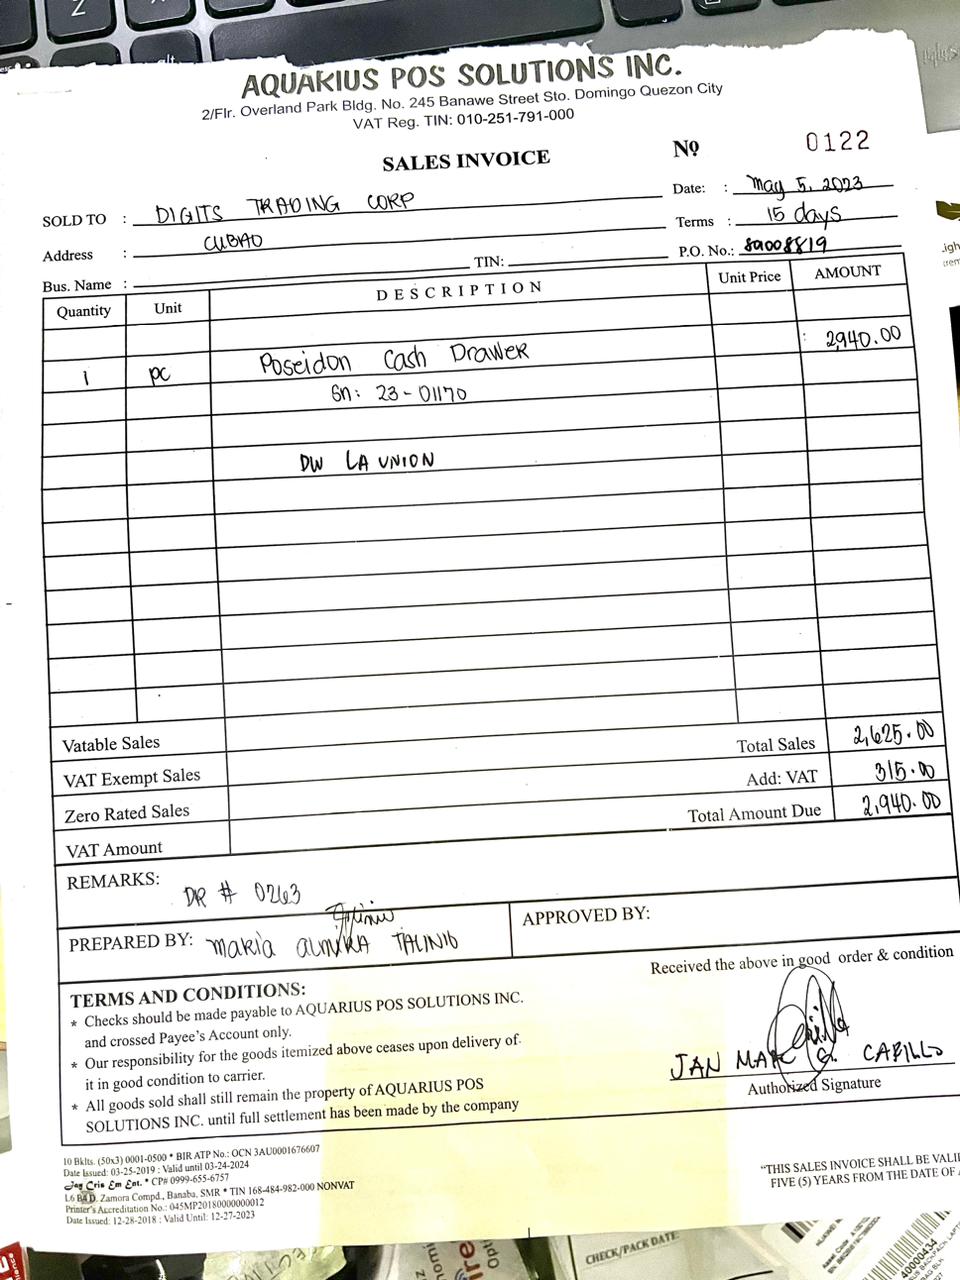 AQUARIUS POS SOLUTIONS INC.
2/Flr. Overland Park Bldg. No. 245 Banawe Street Sto. Domingo Quezon City
VAT Reg. TIN: 010-251-791-000
SALES INVOICE
Nº 0122
Date: : May 5, 2023
SOLD TO : DIGITS TRADING CORP
Terms : 15 days
Address : CUBAO
P.O. No.: 89008819
Bus. Name : TIN:
Quantity Unit DESCRIPTION Unit Price AMOUNT
1 pc Poseidon Cash Drawer 2,940.00
Sn: 23-01170
DW LA UNION
Vatable Sales Total Sales 2,625.00
VAT Exempt Sales Add: VAT 315.00
Zero Rated Sales Total Amount Due 2,940.00
VAT Amount
REMARKS:
DR # 0263
PREPARED BY: Maria Almira Talinio
APPROVED BY:
Received the above in good order & condition
TERMS AND CONDITIONS:
* Checks should be made payable to AQUARIUS POS SOLUTIONS INC.
and crossed Payee's Account only.
* Our responsibility for the goods itemized above ceases upon delivery of
it in good condition to carrier.
* All goods sold shall still remain the property of AQUARIUS POS
SOLUTIONS INC. until full settlement has been made by the company
JAN MARK G. CABILLO
Authorized Signature
10 Bklts. (50x3) 0001-0500 * BIR ATP No.: OCN 3AU0001676607
Date Issued: 03-25-2019 : Valid until 03-24-2024
Jay Cris Em Ent. * CP# 0999-655-6757
L6 B4 D. Zamora Compd., Banaba, SMR * TIN 168-484-982-000 NONVAT
Printer's Accreditation No.: 045MP20180000000012
Date Issued: 12-28-2018 : Valid Until: 12-27-2023
"THIS SALES INVOICE SHALL BE VALI
FIVE (5) YEARS FROM THE DATE OF
CHECK/PACK DATE: